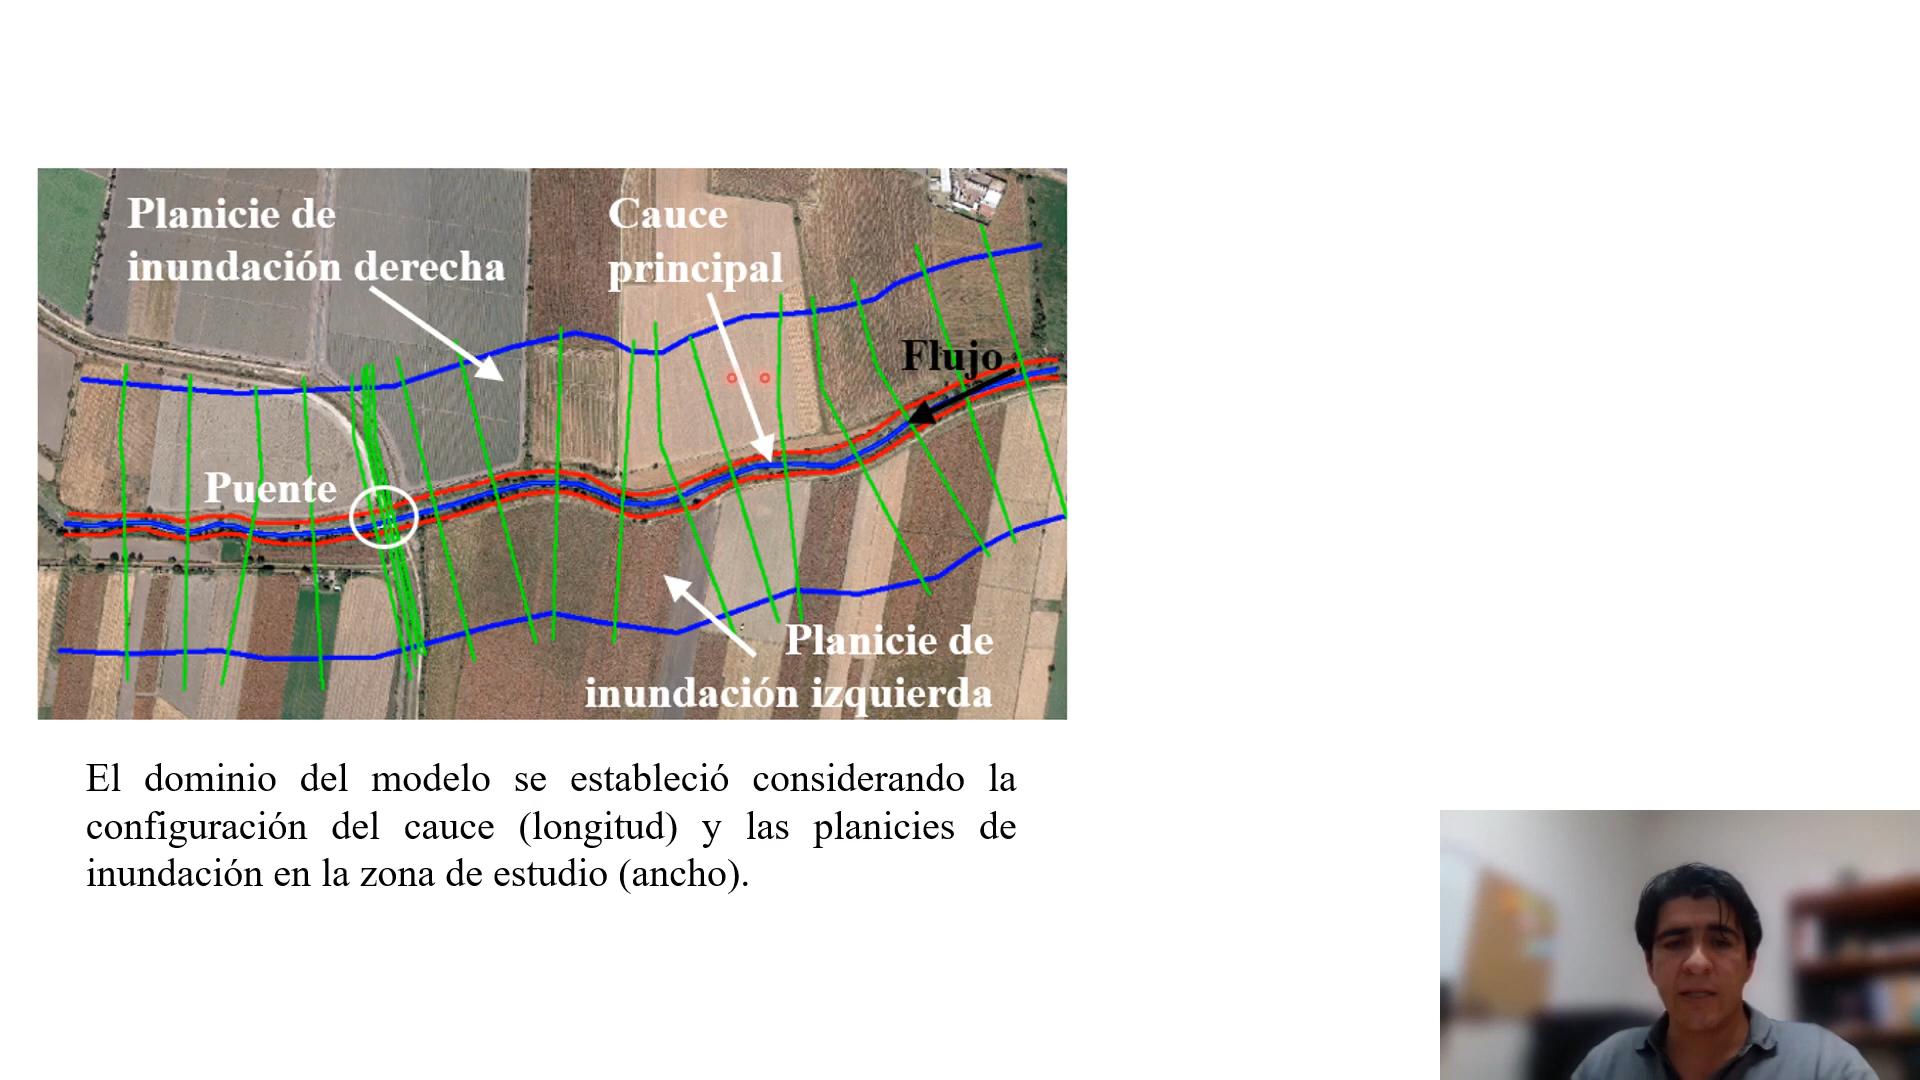 Planicie de
inundación derecha
Cauce
principal
Flujo
Puente
Planicie de
inundación izquierda
El dominio del modelo se estableció considerando la
configuración del cauce (longitud) y las planicies de
inundación en la zona de estudio (ancho).